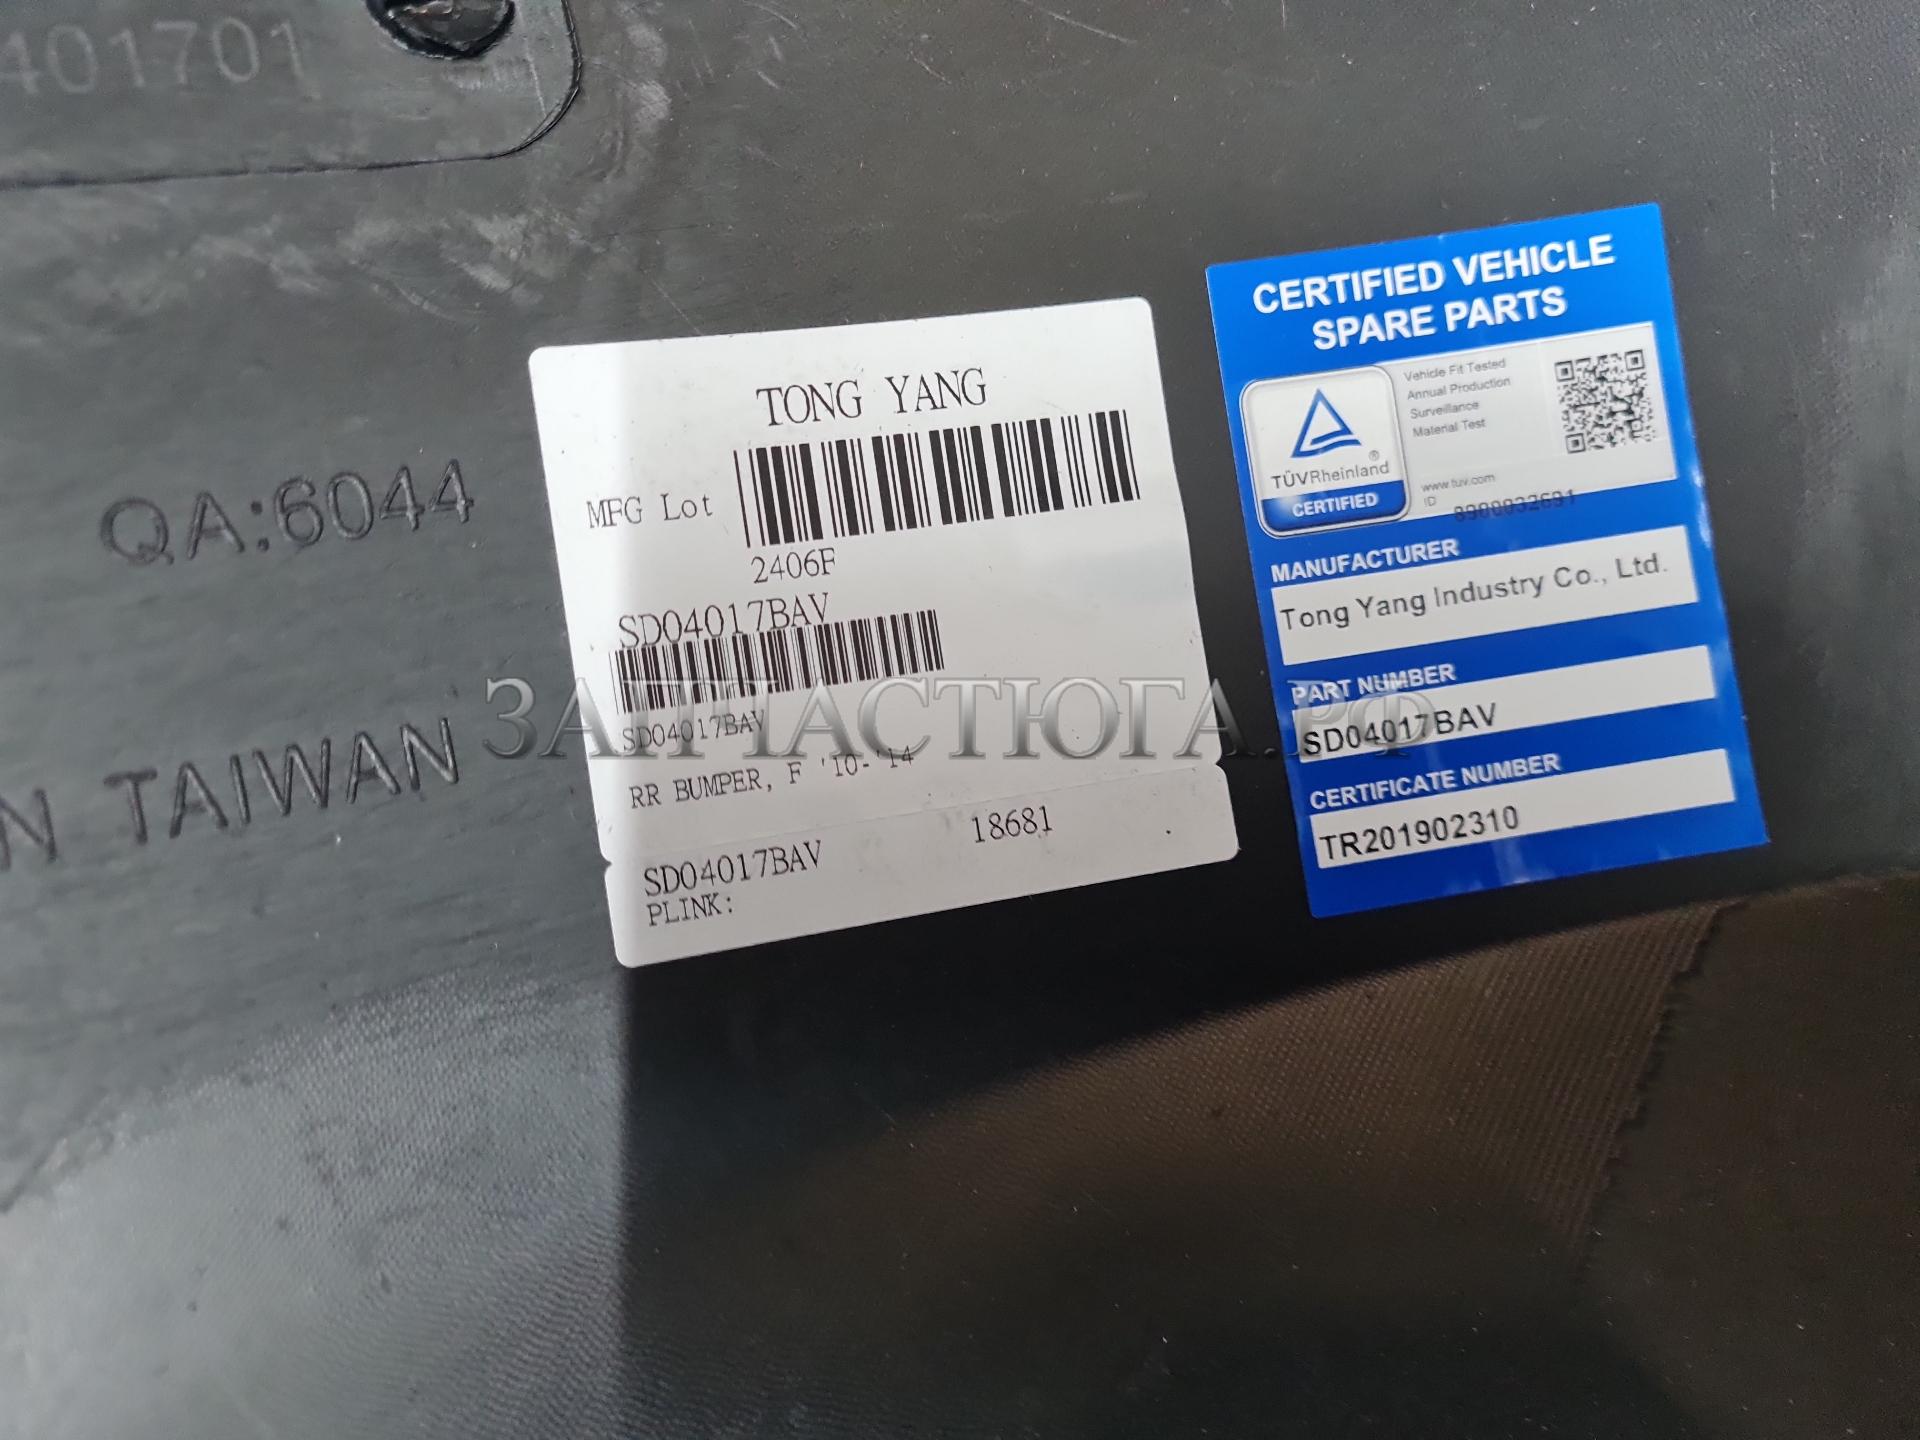 401701
QA:6044
N TAIWAN
TONG YANG
MFG Lot
2406F
SD04017BAV
SD04017BAV
RR BUMPER, F '10-'14
SD04017BAV 18681
PLINK:
ЗАПЧАСТЮГА.РФ
CERTIFIED VEHICLE
SPARE PARTS
TÜVRheinland®
CERTIFIED
Vehicle Fit Tested
Annual Production
Surveillance
Material Test
www.tuv.com
ID
MANUFACTURER
Tong Yang Industry Co., Ltd.
PART NUMBER
SD04017BAV
CERTIFICATE NUMBER
TR201902310